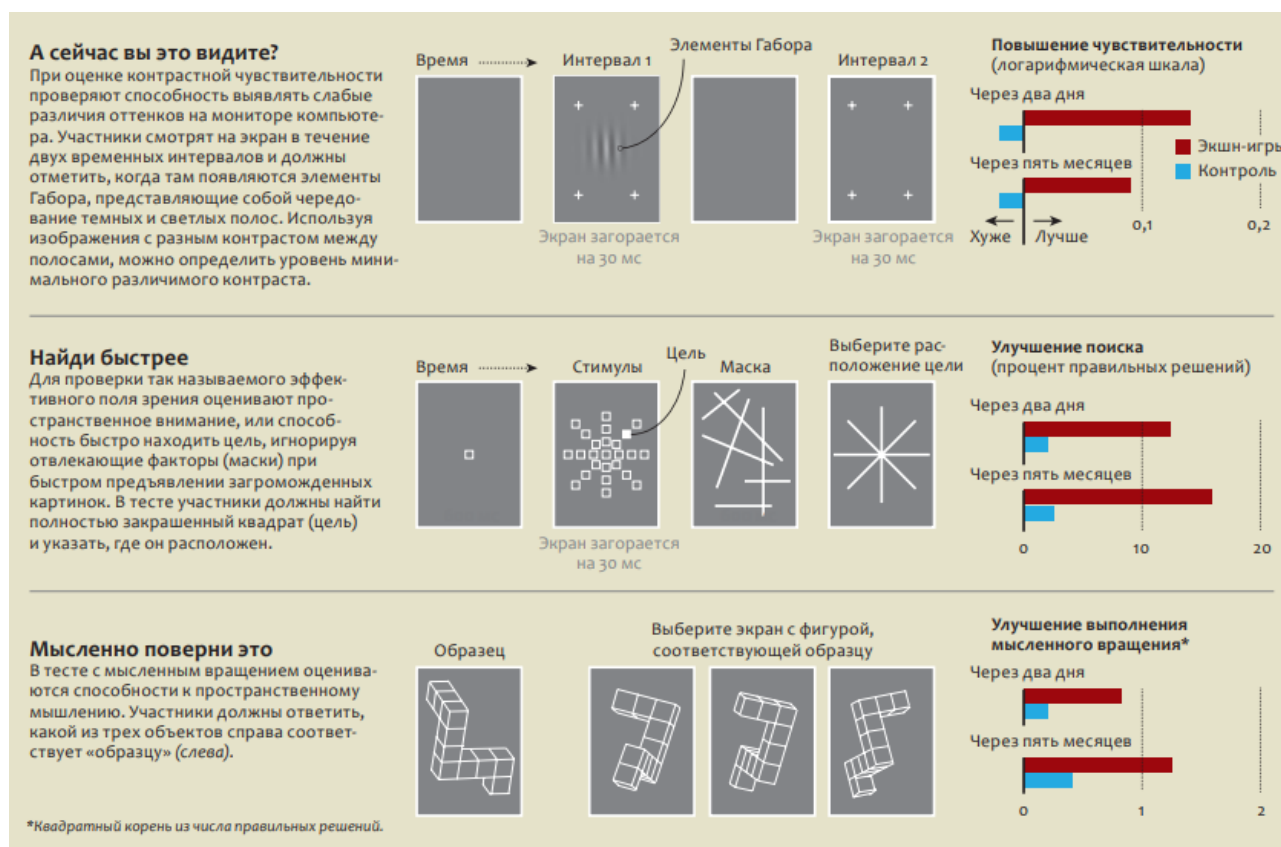 А сейчас вы это видите?
При оценке контрастной чувствительности
проверяют способность выявлять слабые
различия оттенков на мониторе компьюте-
ра. Участники смотрят на экран в течение
двух временных интервалов и должны
отметить, когда там появляются элементы
Габора, представляющие собой чередо-
вание темных и светлых полос. Используя
изображения с разным контрастом между
полосами, можно определить уровень мини-
мального различимого контраста.
Время
Интервал 1
Элементы Габора
Интервал 2
Экран загорается
на 30 мс
Экран загорается
на 30 мс
Повышение чувствительности
(логарифмическая шкала)
Через два дня
Экшн-игры
Контроль
Через пять месяцев
Хуже
Лучше
0,1
0,2
Найди быстрее
Для проверки так называемого эффек-
тивного поля зрения оценивают про-
странственное внимание, или способ-
ность быстро находить цель, игнорируя
отвлекающие факторы (маски) при
быстром предъявлении загроможденных
картинок. В тесте участники должны найти
полностью закрашенный квадрат (цель)
и указать, где он расположен.
Время
Стимулы
Цель
Маска
Выберите рас-
положение цели
Экран загорается
на 30 мс
Улучшение поиска
(процент правильных решений)
Через два дня
Через пять месяцев
0
10
20
Мысленно поверни это
В тесте с мысленным вращением оценива-
ются способности к пространственному
мышлению. Участники должны ответить,
какой из трех объектов справа соответ-
ствует «образцу» (слева).
*Квадратный корень из числа правильных решений.
Образец
Выберите экран с фигурой,
соответствующей образцу
Улучшение выполнения
мысленного вращения*
Через два дня
Через пять месяцев
0
1
2